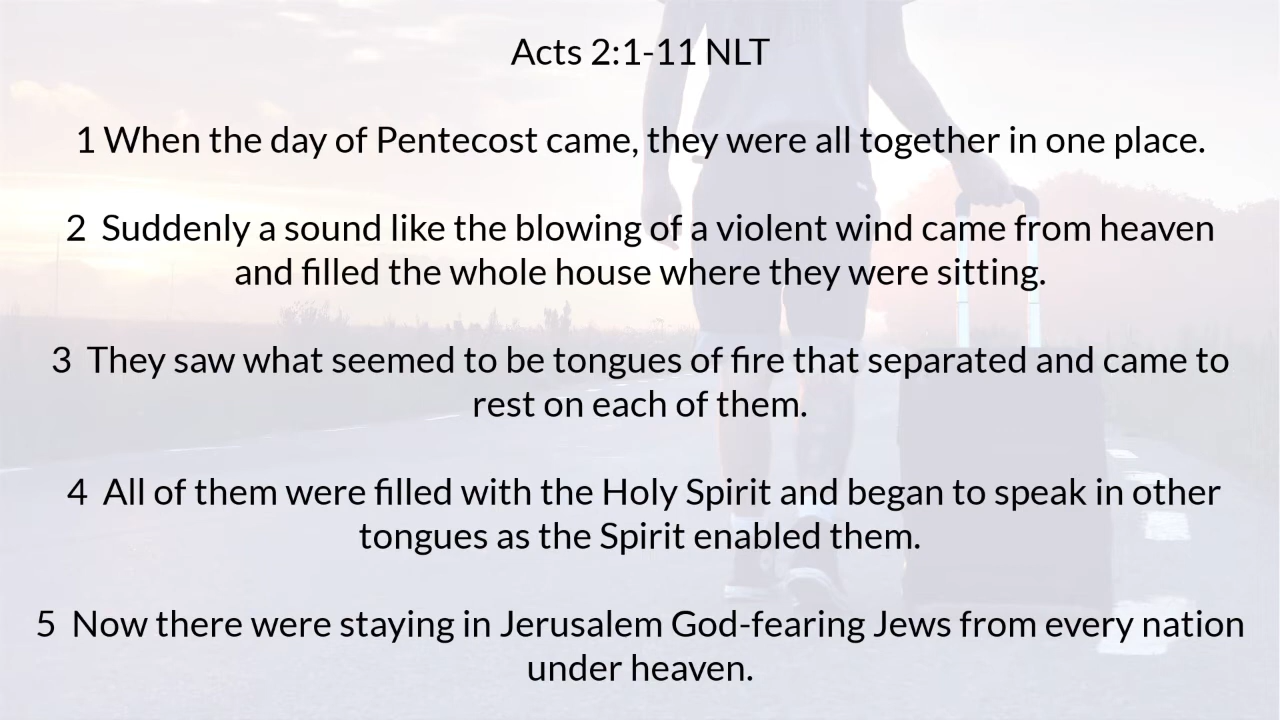 Acts 2:1-11 NLT
1 When the day of Pentecost came, they were all together in one place.
2 Suddenly a sound like the blowing of a violent wind came from heaven
and filled the whole house where they were sitting.
3 They saw what seemed to be tongues of fire that separated and came to
rest on each of them.
4 All of them were filled with the Holy Spirit and began to speak in other
tongues as the Spirit enabled them.
5 Now there were staying in Jerusalem God-fearing Jews from every nation
under heaven.